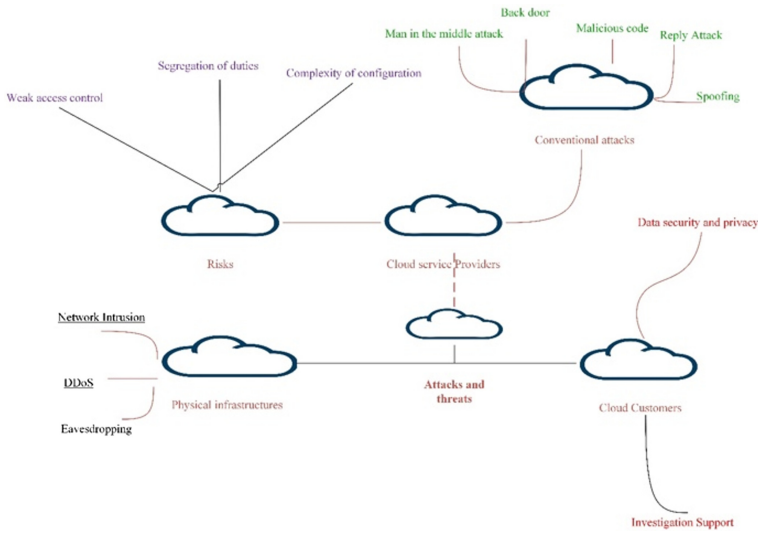 Back door
Man in the middle attack
Malicious code
Reply Attack
Segregation of duties
Complexity of configuration
Weak access control
Spoofing
Conventional attacks
Data security and privacy
Risks
Cloud service Providers
Network Intrusion
DDoS
Attacks and
threats
Physical infrastructures
Cloud Customers
Eavesdropping
Investigation Support